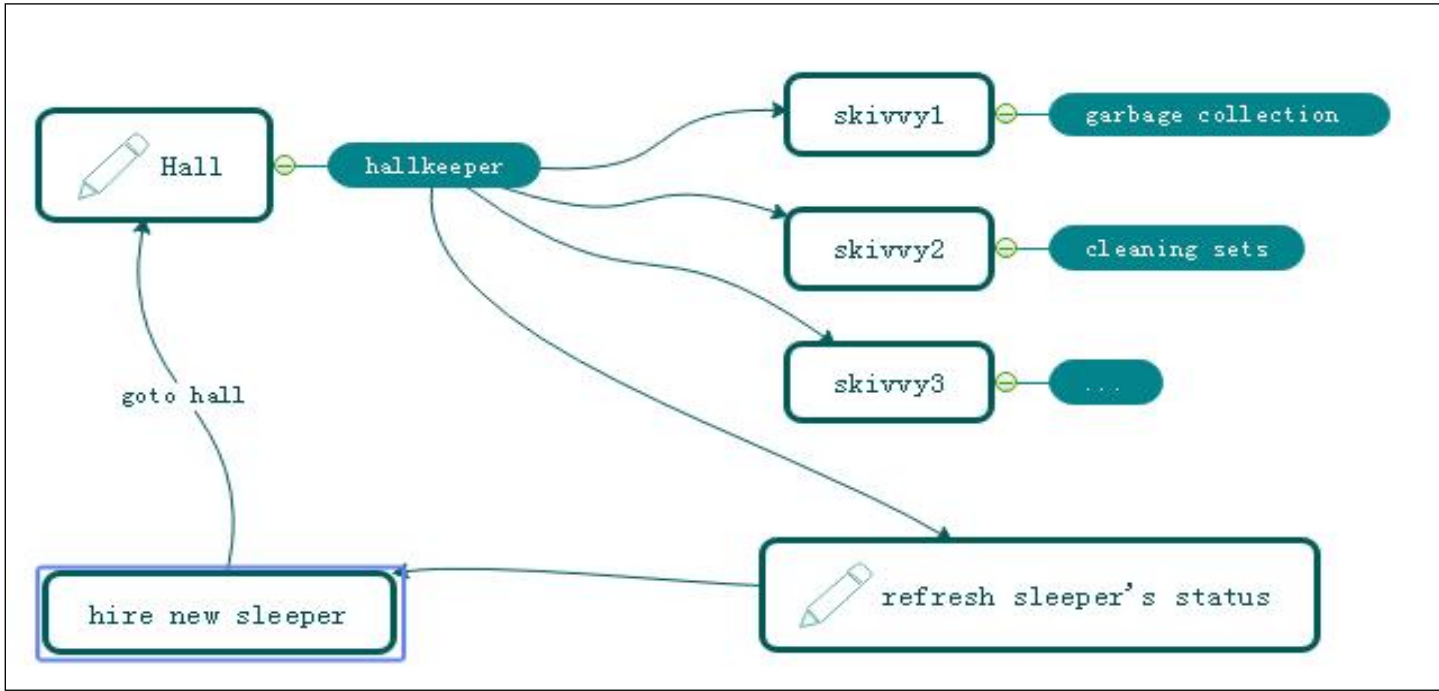 Hall
hallkeeper
skivvy1
garbage collection
skivvy2
cleaning sets
skivvy3
...
goto hall
hire new sleeper
refresh sleeper's status